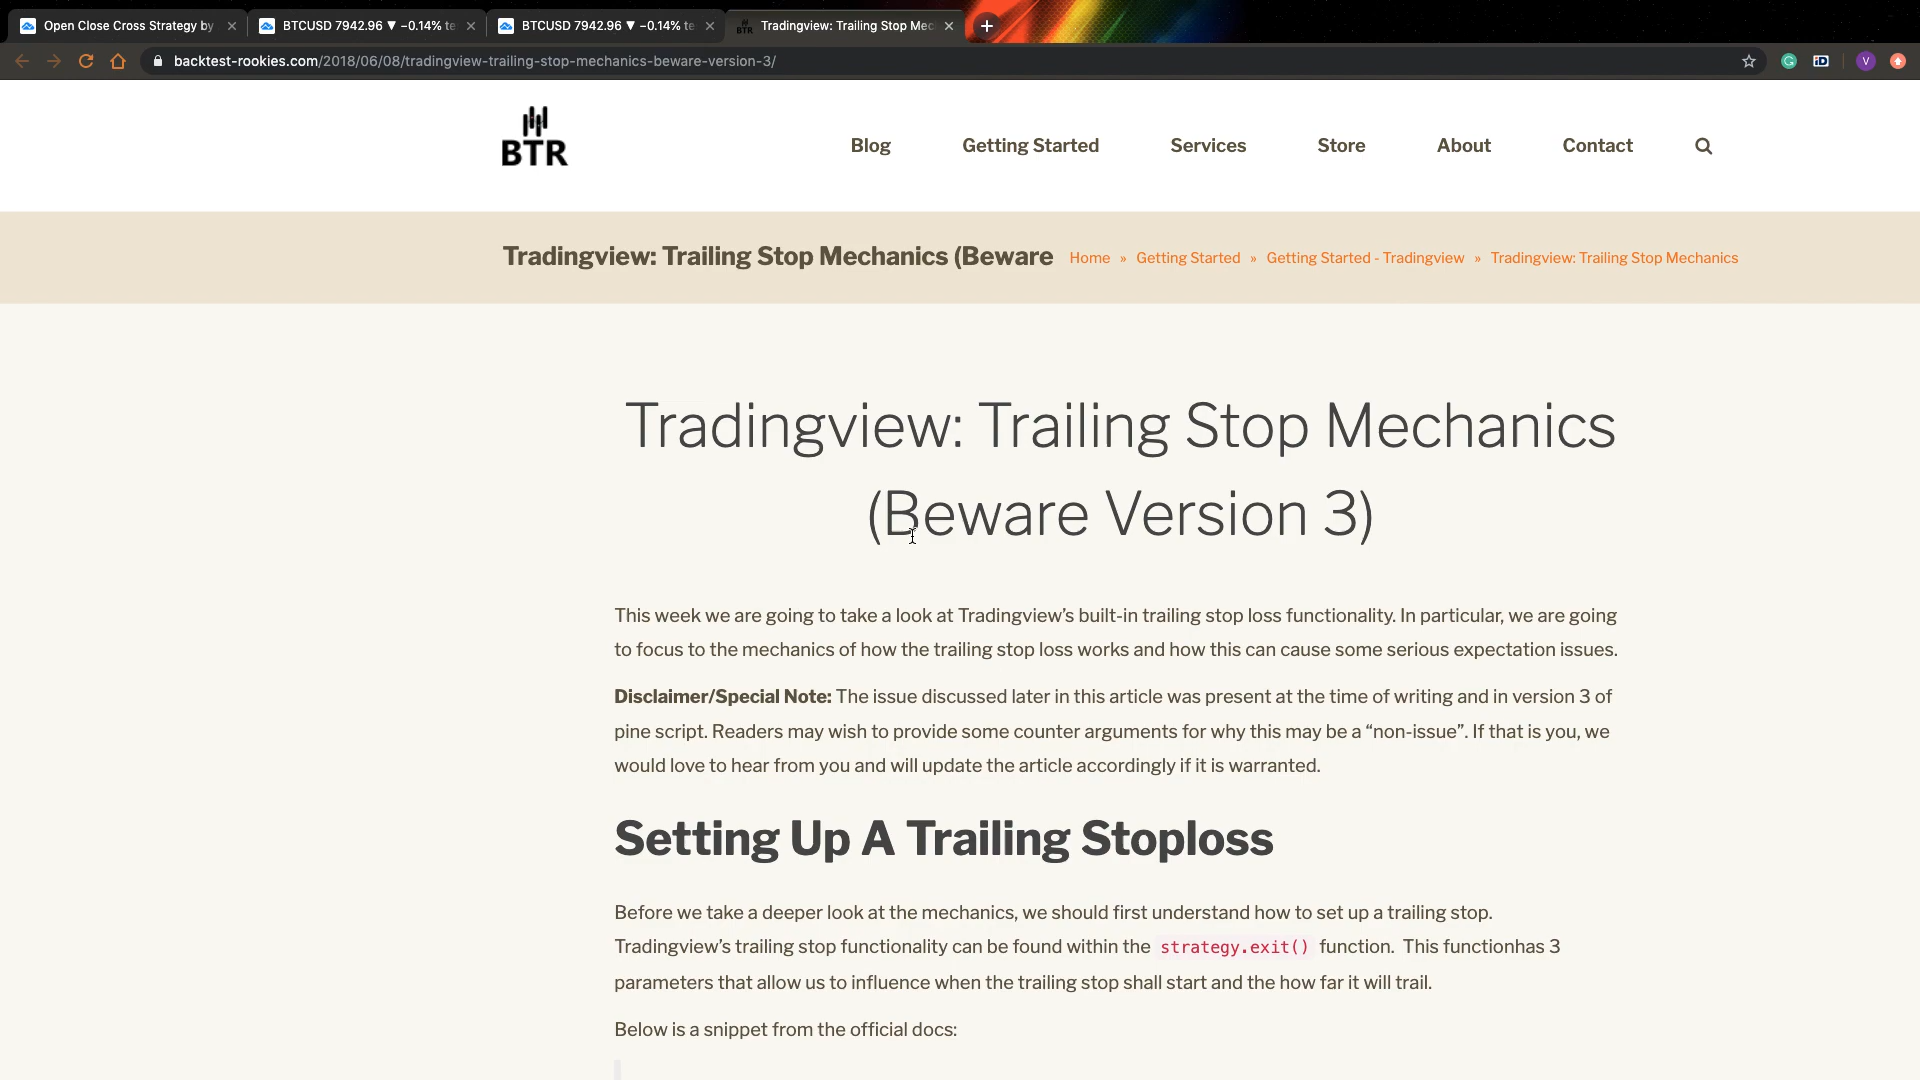 Open Close Cross Strategy by
BTCUSD 7942.96 ▼ −0.14% te
BTCUSD 7942.96 ▼ −0.14% te
Tradingview: Trailing Stop Mec
backtest-rookies.com/2018/06/08/tradingview-trailing-stop-mechanics-beware-version-3/
V
BTR
Blog
Getting Started
Services
Store
About
Contact
Tradingview: Trailing Stop Mechanics (Beware
Home » Getting Started » Getting Started - Tradingview » Tradingview: Trailing Stop Mechanics
Tradingview: Trailing Stop Mechanics
(Beware Version 3)
This week we are going to take a look at Tradingview’s built-in trailing stop loss functionality. In particular, we are going
to focus to the mechanics of how the trailing stop loss works and how this can cause some serious expectation issues.
Disclaimer/Special Note: The issue discussed later in this article was present at the time of writing and in version 3 of
pine script. Readers may wish to provide some counter arguments for why this may be a “non-issue”. If that is you, we
would love to hear from you and will update the article accordingly if it is warranted.
Setting Up A Trailing Stoploss
Before we take a deeper look at the mechanics, we should first understand how to set up a trailing stop.
Tradingview’s trailing stop functionality can be found within the strategy.exit() function. This functionhas 3
parameters that allow us to influence when the trailing stop shall start and the how far it will trail.
Below is a snippet from the official docs: